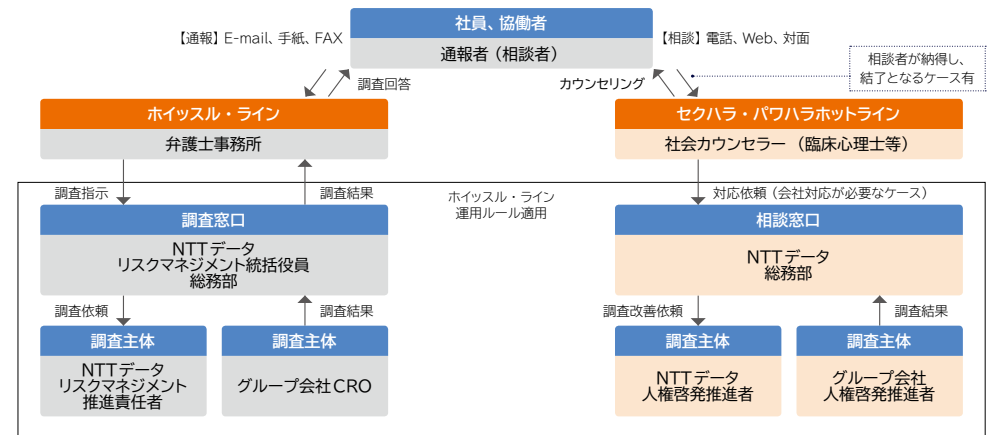 社員、協働者
通報者（相談者）
【通報】E-mail、手紙、FAX
【相談】電話、Web、対面
相談者が納得し、
結了となるケース有
調査回答
カウンセリング
ホイッスル・ライン
弁護士事務所
セクハラ・パワハラホットライン
社会カウンセラー（臨床心理士等）
調査指示
調査結果
ホイッスル・ライン
運用ルール適用
対応依頼（会社対応が必要なケース）
調査窓口
NTTデータ
リスクマネジメント統括役員
総務部
相談窓口
NTTデータ
総務部
調査依頼
調査結果
調査改善依頼
調査結果
調査主体
NTTデータ
リスクマネジメント
推進責任者
調査主体
グループ会社CRO
調査主体
NTTデータ
人権啓発推進者
調査主体
グループ会社
人権啓発推進者